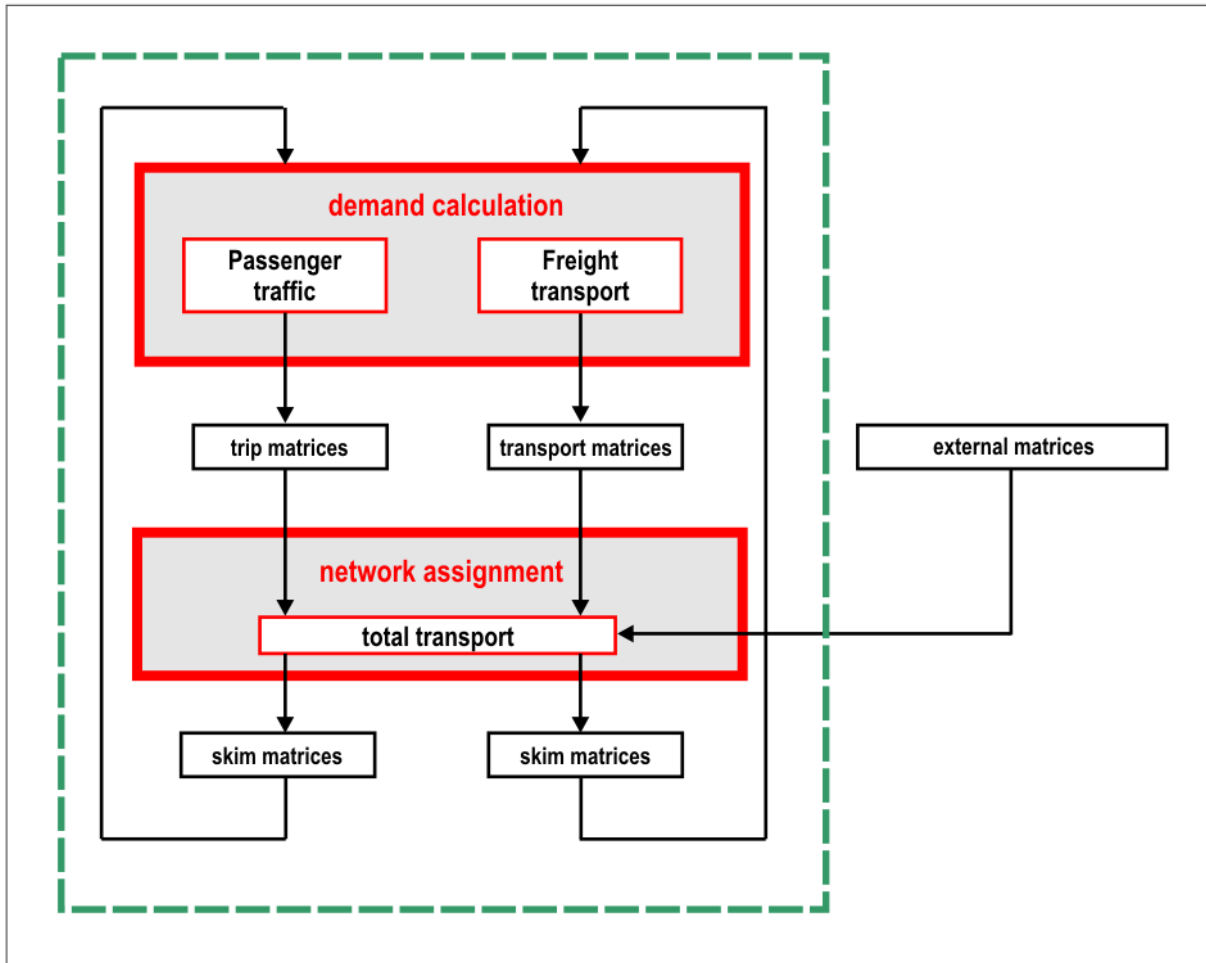 demand calculation
Passenger
traffic
Freight
transport
trip matrices
transport matrices
external matrices
network assignment
total transport
skim matrices
skim matrices